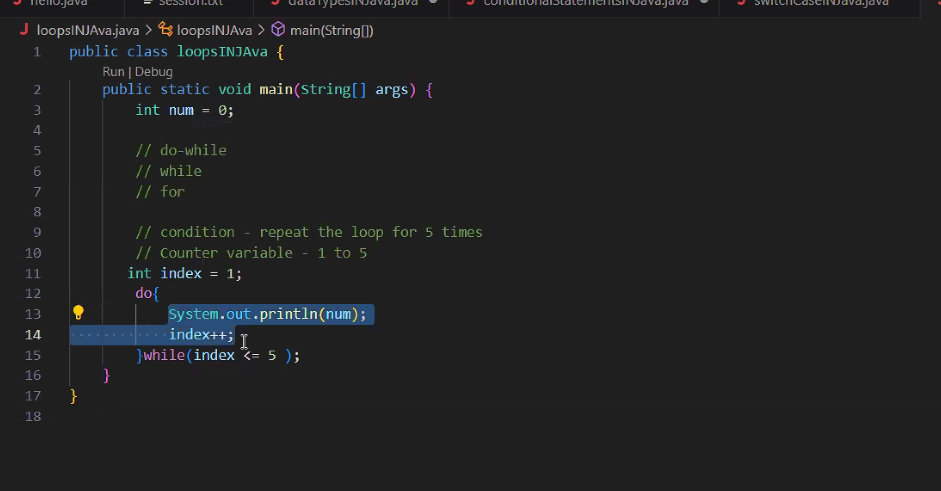 hello.java session.txt dataTypesINJava.java conditionalStatementsINJava.java switchCaseINJava.java
J loopsINJAva.java > loopsINJAva > main(String[])
1 public class loopsINJAva {
Run | Debug
2 public static void main(String[] args) {
3 int num = 0;
4
5 // do-while
6 // while
7 // for
8
9 // condition - repeat the loop for 5 times
10 // Counter variable - 1 to 5
11 int index = 1;
12 do{
13 System.out.println(num);
14 index++;
15 }while(index <= 5 );
16 }
17 }
18